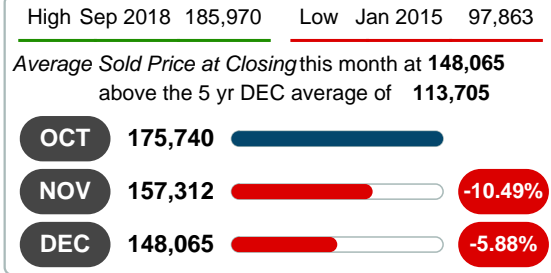 High Sep 2018 185,970 Low Jan 2015 97,863
Average Sold Price at Closing this month at 148,065
above the 5 yr DEC average of 113,705
OCT 175,740
NOV 157,312 -10.49%
DEC 148,065 -5.88%